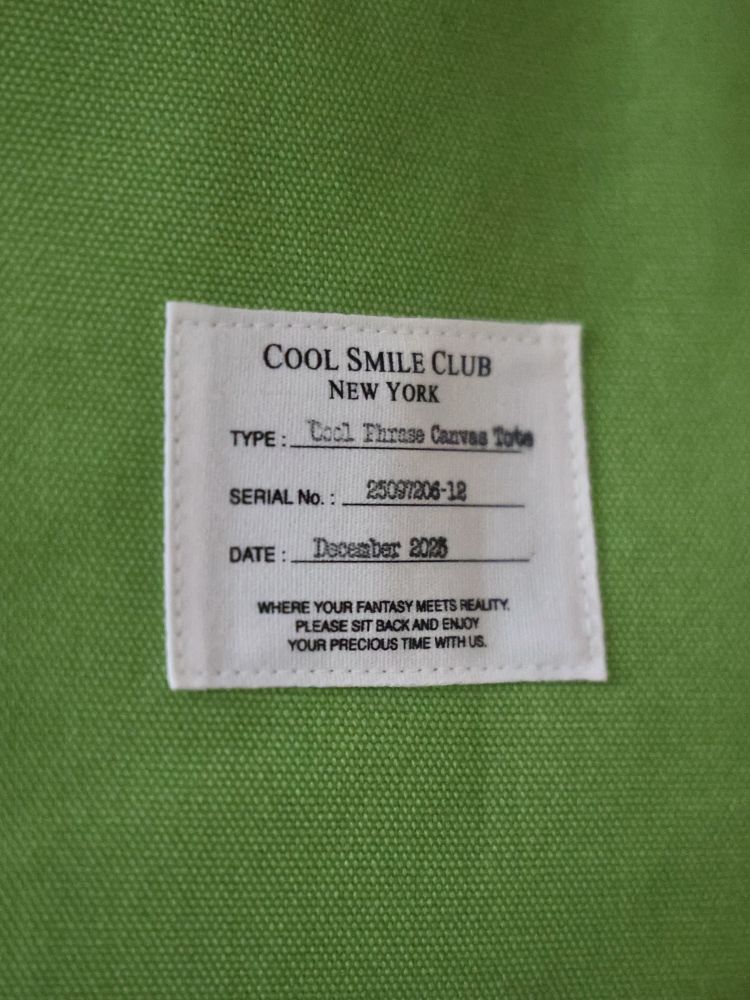 COOL SMILE CLUB
NEW YORK
TYPE : Cool Phrase Canvas Tote
SERIAL No. : 25097206-12
DATE : December 2025
WHERE YOUR FANTASY MEETS REALITY.
PLEASE SIT BACK AND ENJOY
YOUR PRECIOUS TIME WITH US.